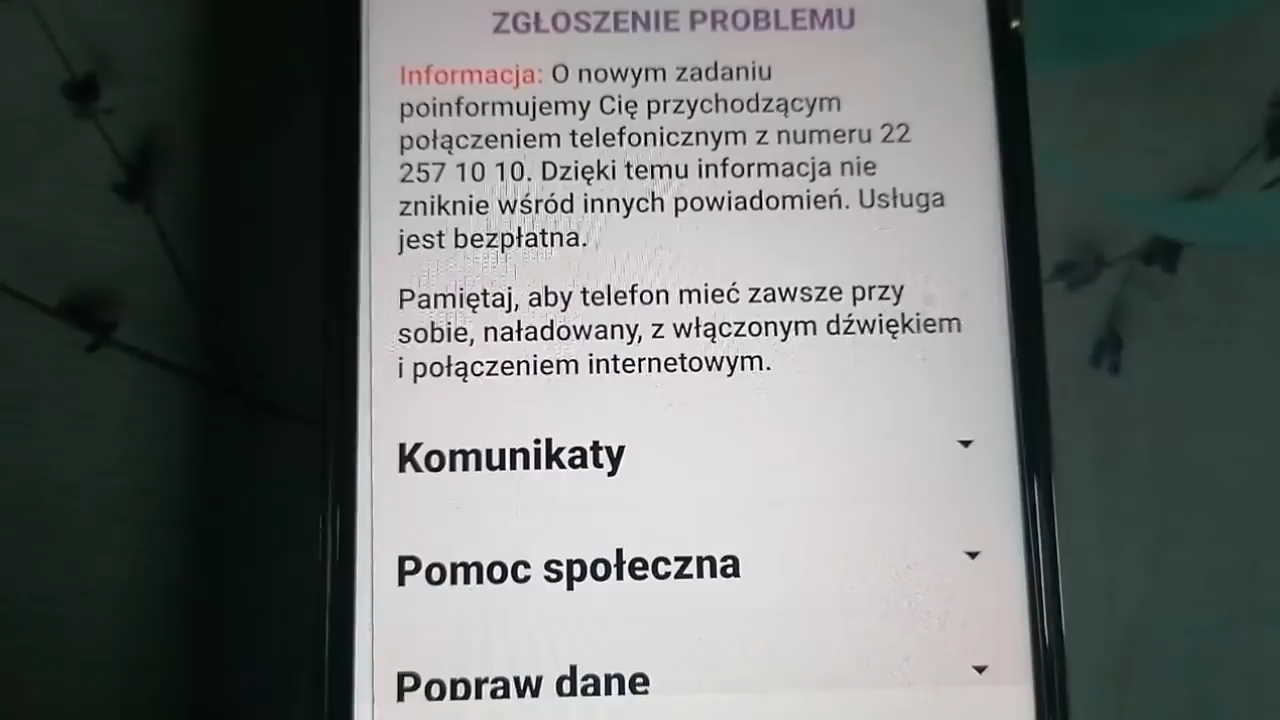 ZGŁOSZENIE PROBLEMU
Informacja: O nowym zadaniu
poinformujemy Cię przychodzącym
połączeniem telefonicznym z numeru 22
257 10 10. Dzięki temu informacja nie
zniknie wśród innych powiadomień. Usługa
jest bezpłatna.
Pamiętaj, aby telefon mieć zawsze przy
sobie, naładowany, z włączonym dźwiękiem
i połączeniem internetowym.
Komunikaty
Pomoc społeczna
Popraw dane